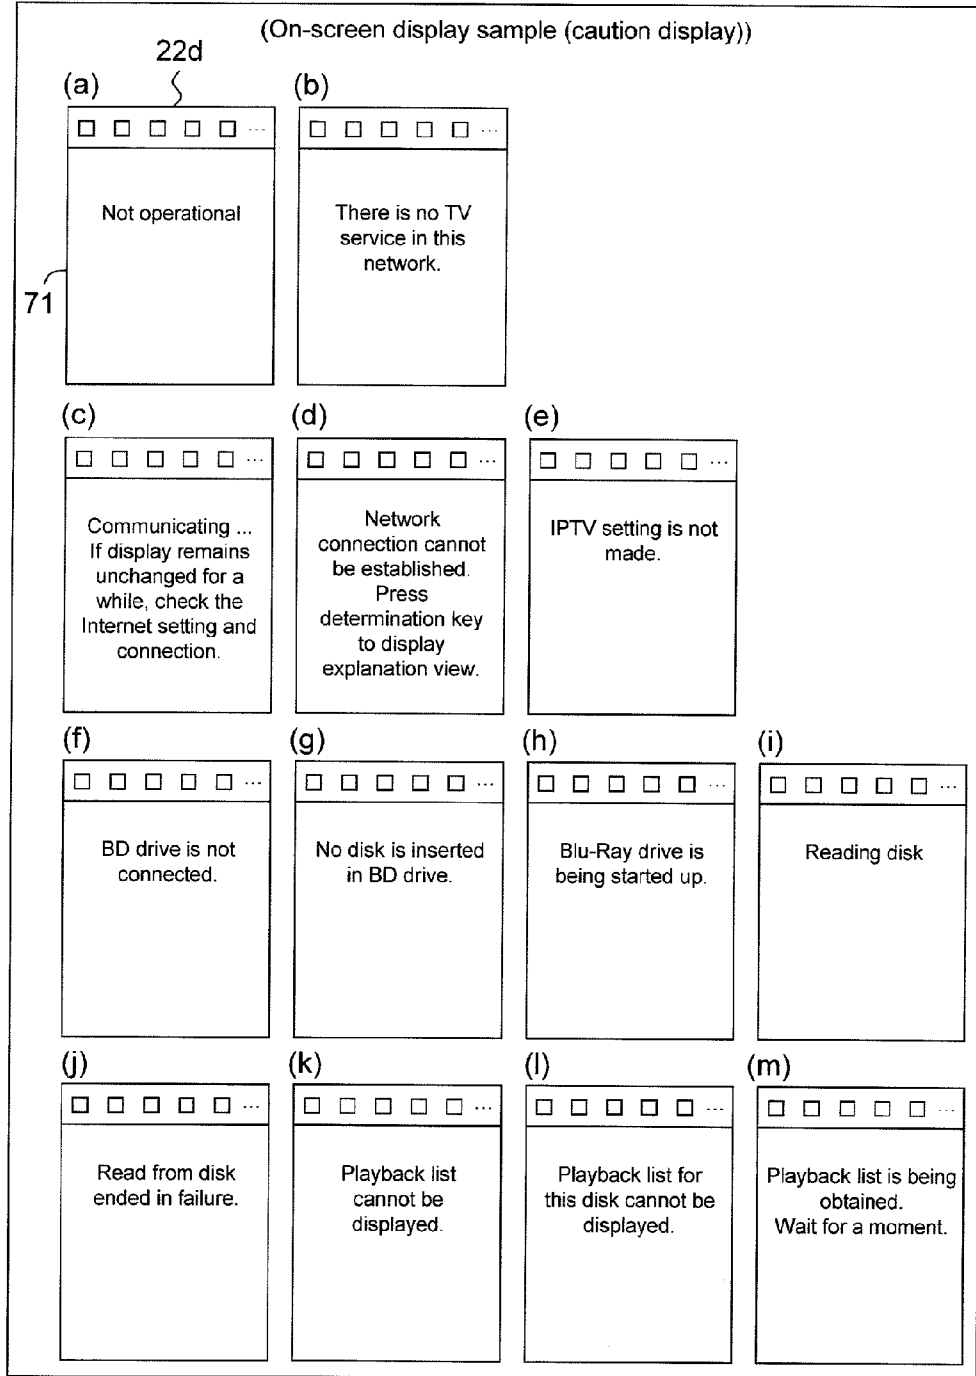 (On-screen display sample (caution display))
22d
(a)
(b)
...
...
Not operational
There is no TV
service in this
network.
71
(c)
(d)
(e)
...
...
...
Communicating ...
If display remains
unchanged for a
while, check the
Internet setting and
connection.
Network
connection cannot
be established.
Press
determination key
to display
explanation view.
IPTV setting is not
made.
(f)
(g)
(h)
(i)
...
...
...
...
BD drive is not
connected.
No disk is inserted
in BD drive.
Blu-Ray drive is
being started up.
Reading disk
(j)
(k)
(l)
(m)
...
...
...
...
Read from disk
ended in failure.
Playback list
cannot be
displayed.
Playback list for
this disk cannot be
displayed.
Playback list is being
obtained.
Wait for a moment.